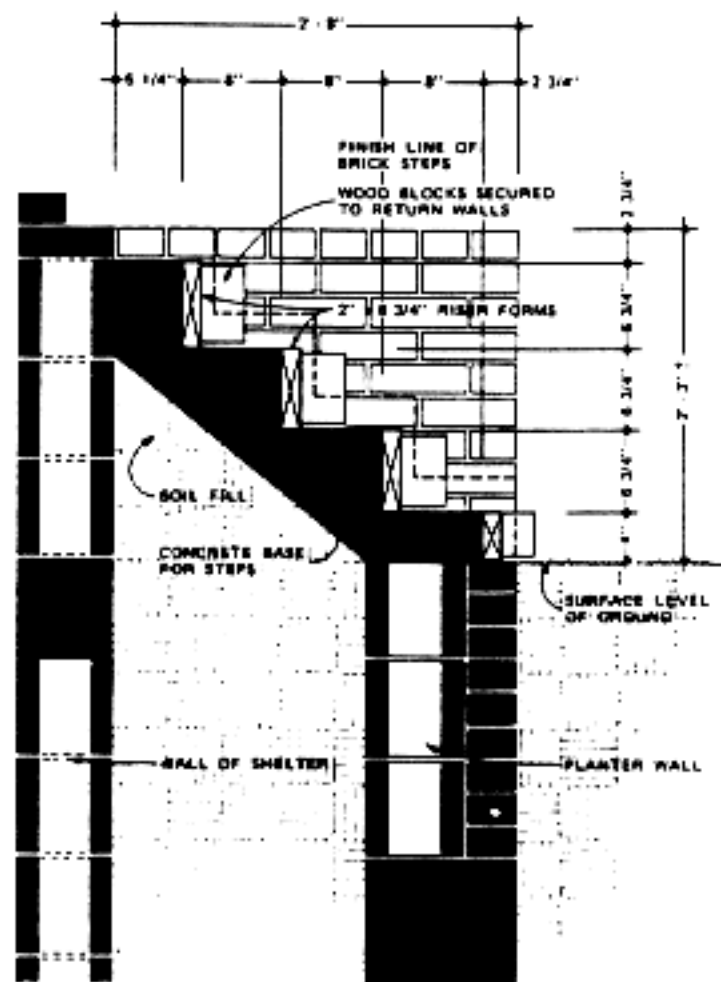 2' - 9"
6 1/4" 8" 8" 8" 2 3/4"
FINISH LINE OF
BRICK STEPS
WOOD BLOCKS SECURED
TO RETURN WALLS
2 3/4"
2" x 6 3/4" RISER FORMS
6 3/4"
6 3/4"
2' - 3"
6 3/4"
SOIL FILL
CONCRETE BASE
FOR STEPS
4"
SURFACE LEVEL
OF GROUND
WALL OF SHELTER
PLANTER WALL